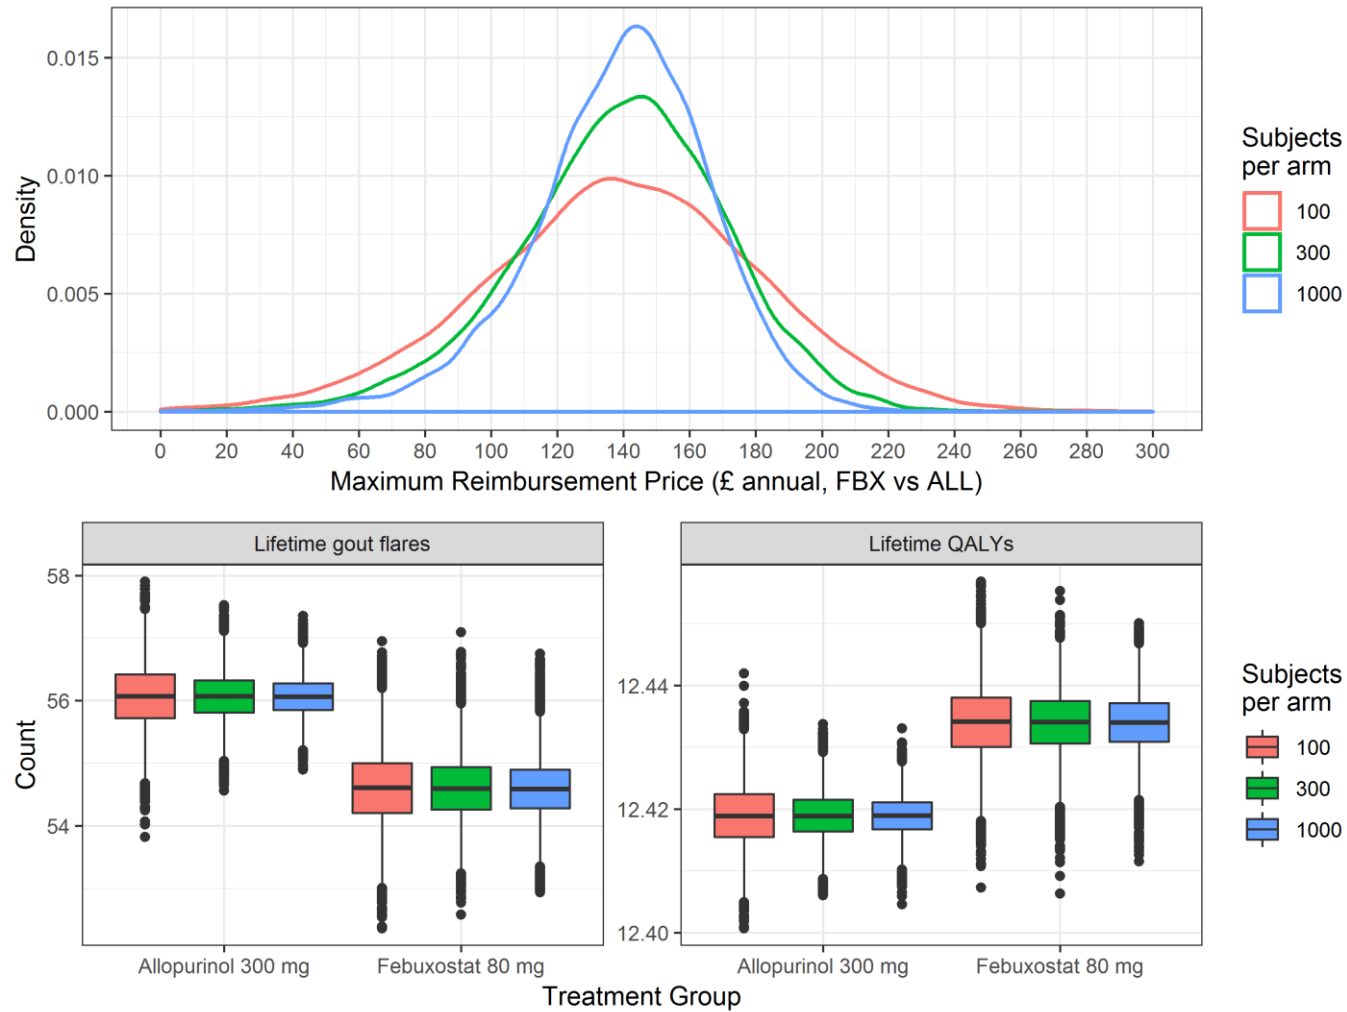 0.015
0.010
0.005
0.000
Density
0 20 40 60 80 100 120 140 160 180 200 220 240 260 280 300
Maximum Reimbursement Price (£ annual, FBX vs ALL)
Subjects
per arm
100
300
1000
Lifetime gout flares
Lifetime QALYs
58
56
54
Count
12.44
12.42
12.40
Allopurinol 300 mg
Febuxostat 80 mg
Allopurinol 300 mg
Febuxostat 80 mg
Treatment Group
Subjects
per arm
100
300
1000